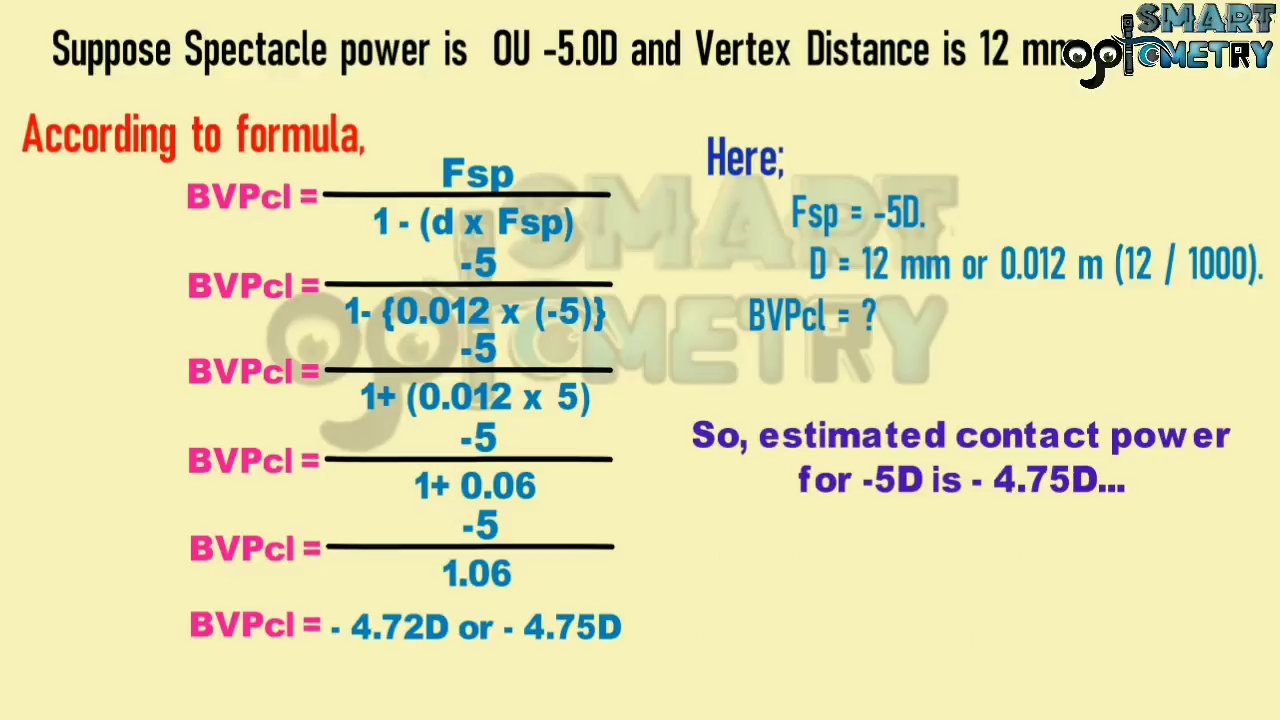 Suppose Spectacle power is OU -5.0D and Vertex Distance is 12 mm
SMART
OPTOMETRY
According to formula,
BVPcl = Fsp
1 - (d x Fsp)
BVPcl = -5
1- {0.012 x (-5)}
BVPcl = -5
1+ (0.012 x 5)
BVPcl = -5
1+ 0.06
BVPcl = -5
1.06
BVPcl = - 4.72D or - 4.75D
Here;
Fsp = -5D.
D = 12 mm or 0.012 m (12 / 1000).
BVPcl = ?
So, estimated contact power
for -5D is - 4.75D...
SMART
OPTOMETRY